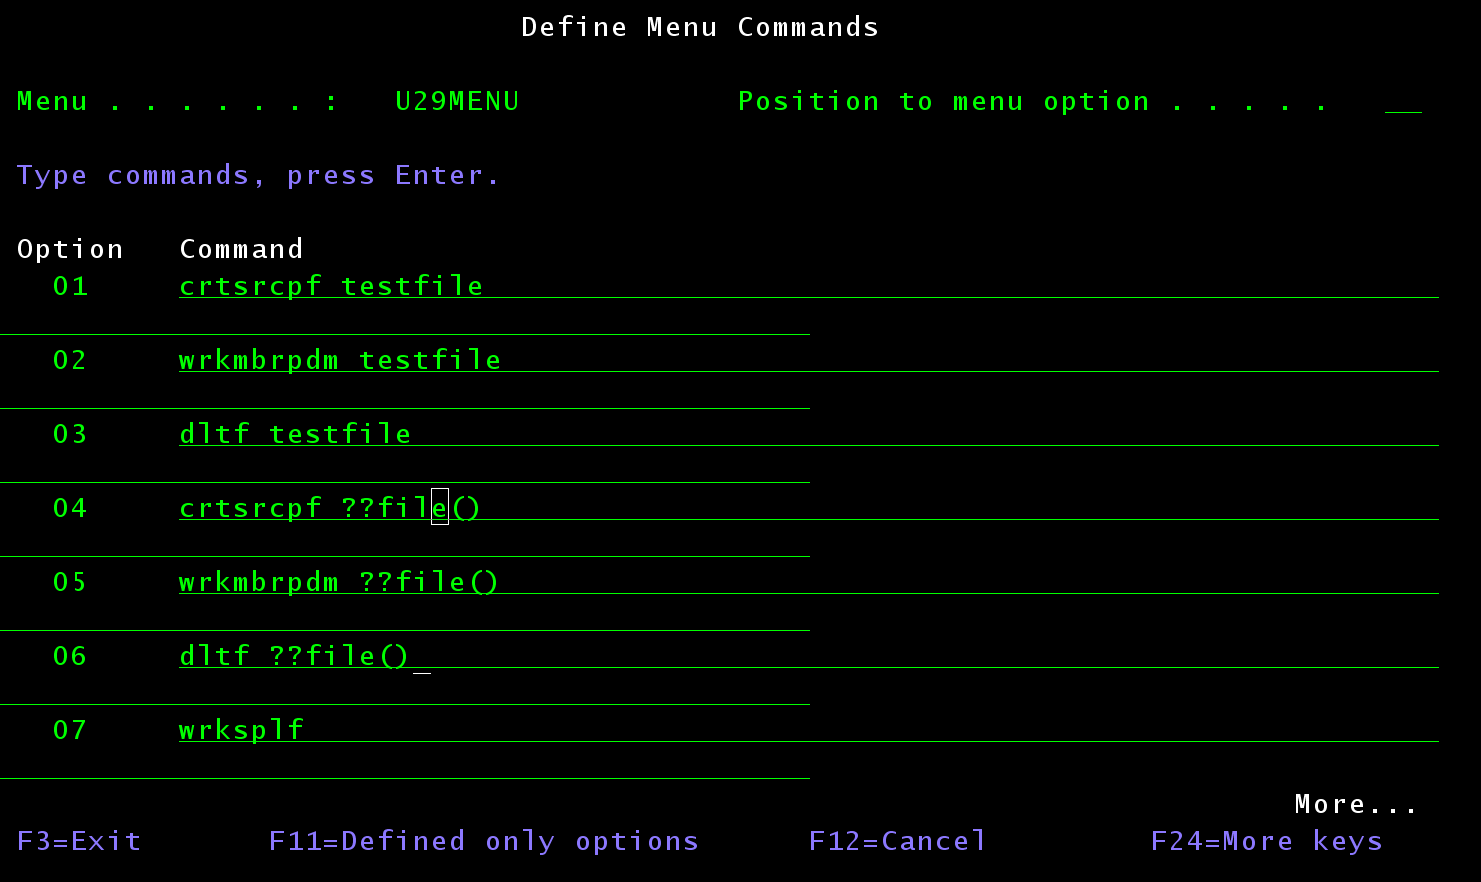 Define Menu Commands
Menu . . . . . . :   U29MENU            Position to menu option . . . . .   __
Type commands, press Enter.
Option   Command
01     crtsrcpf testfile
02     wrkmbrpdm testfile
03     dltf testfile
04     crtsrcpf ??file()
05     wrkmbrpdm ??file()
06     dltf ??file()_
07     wrksplf
More...
F3=Exit       F11=Defined only options      F12=Cancel         F24=More keys